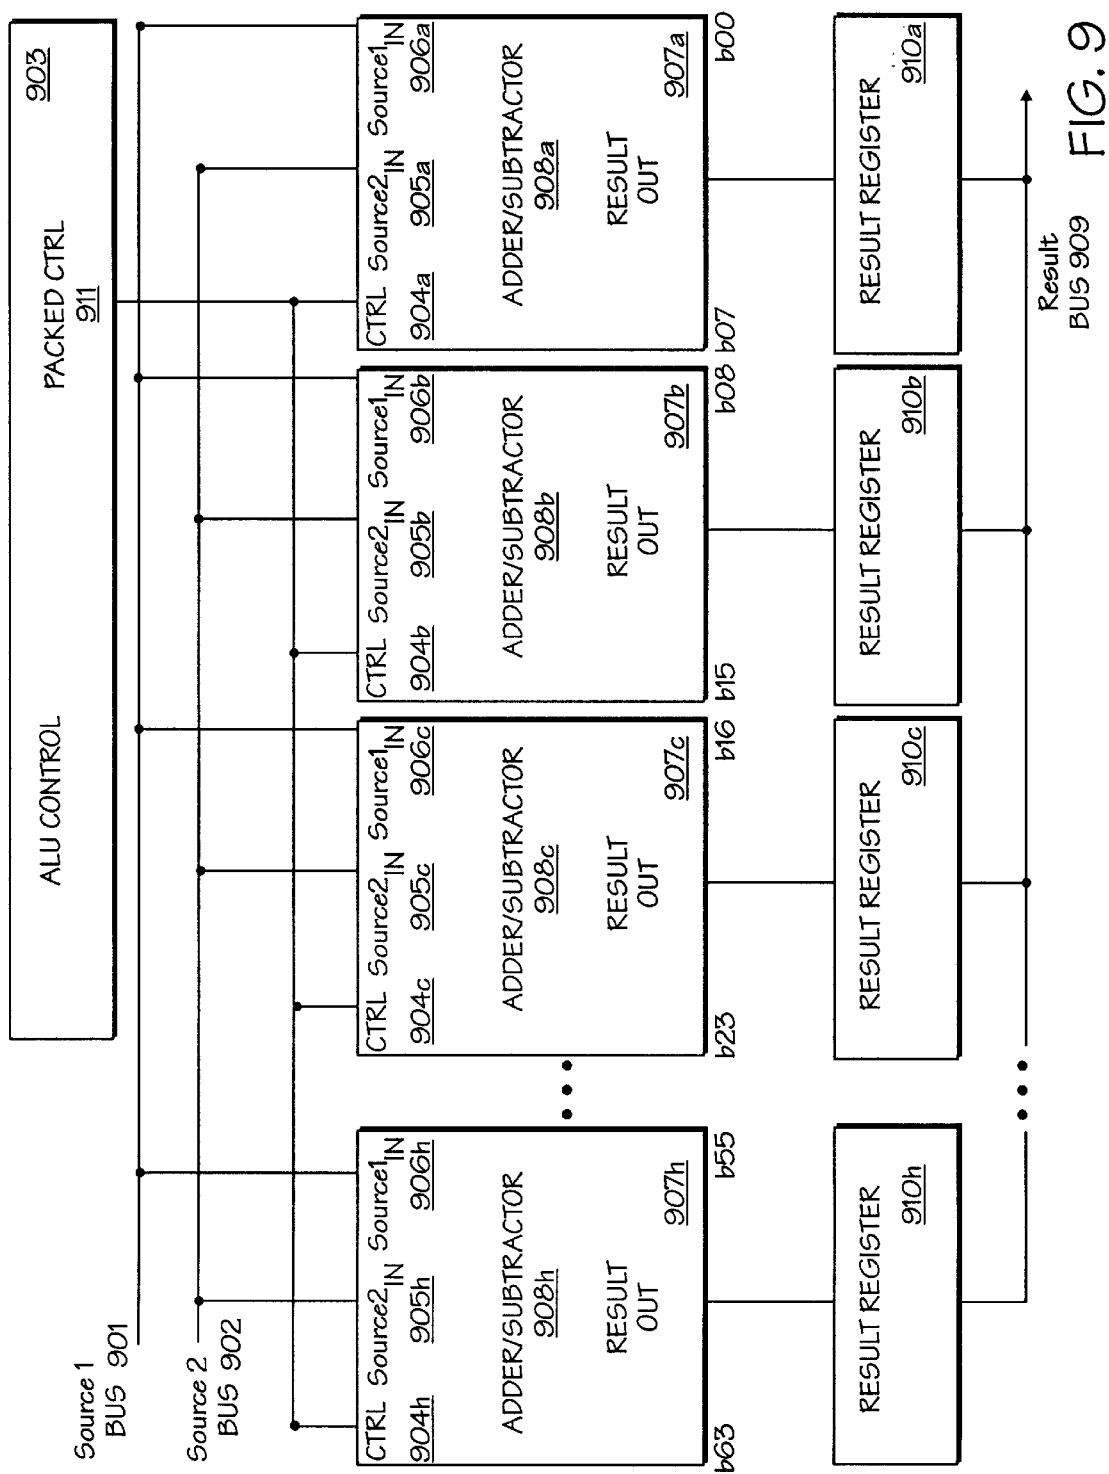 ALU CONTROL
PACKED CTRL
911
903
Source 1
BUS 901
Source 2
BUS 902
CTRL Source2IN Source1IN
904h 905h 906h
ADDER/SUBTRACTOR
908h
RESULT
OUT
907h
b63 b55
CTRL Source2IN Source1IN
904c 905c 906c
ADDER/SUBTRACTOR
908c
RESULT
OUT
907c
b23 b16
CTRL Source2IN Source1IN
904b 905b 906b
ADDER/SUBTRACTOR
908b
RESULT
OUT
907b
b15 b08
CTRL Source2IN Source1IN
904a 905a 906a
ADDER/SUBTRACTOR
908a
RESULT
OUT
907a
b07 b00
RESULT REGISTER
910h
RESULT REGISTER
910c
RESULT REGISTER
910b
RESULT REGISTER
910a
Result
BUS 909
FIG. 9